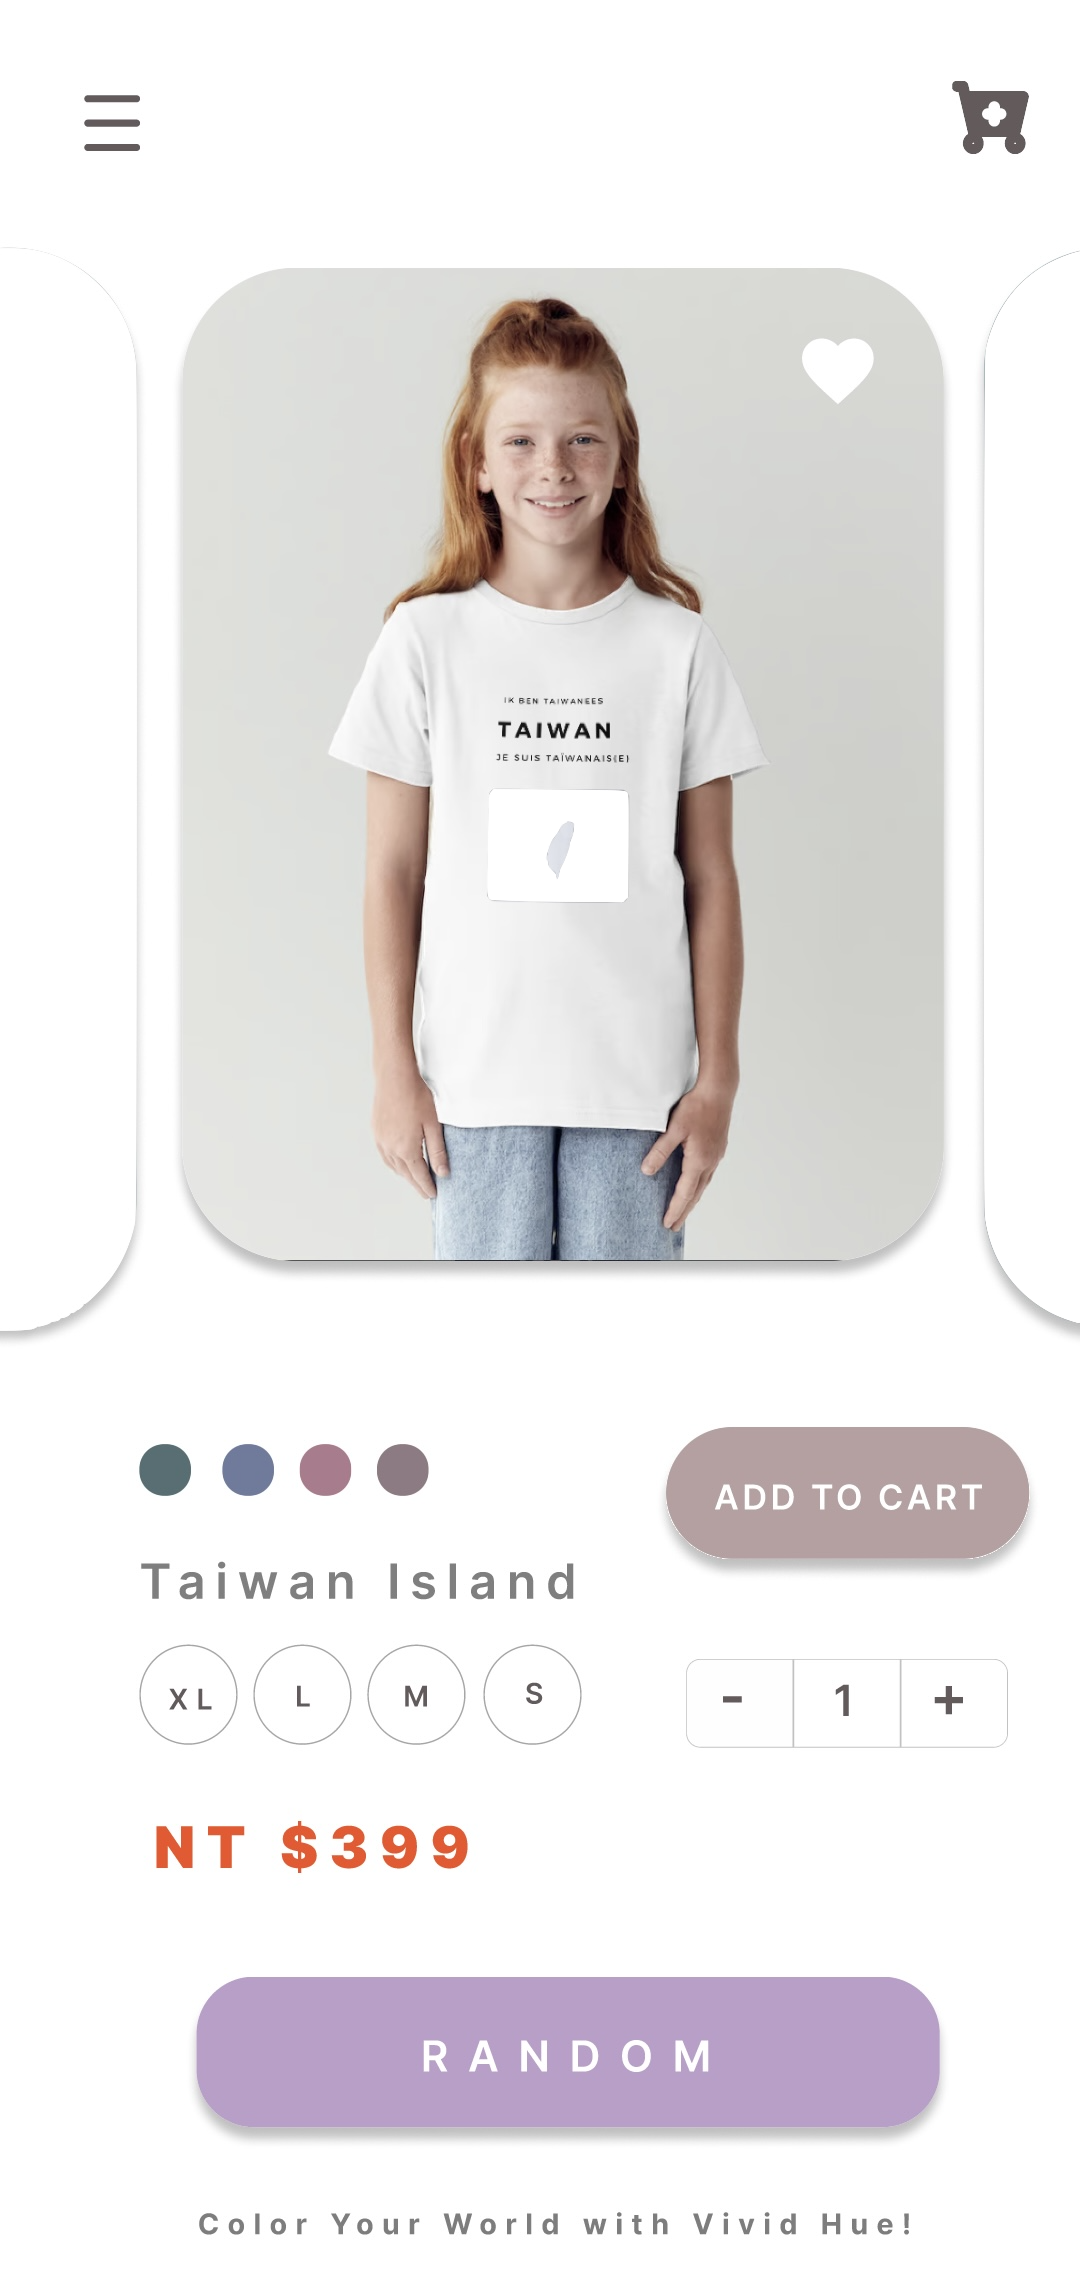 IK BEN TAIWANEES
TAIWAN
JE SUIS TAÏWANAIS(E)
ADD TO CART
Taiwan Island
XL L M S
- 1 +
NT $399
RANDOM
Color Your World with Vivid Hue!